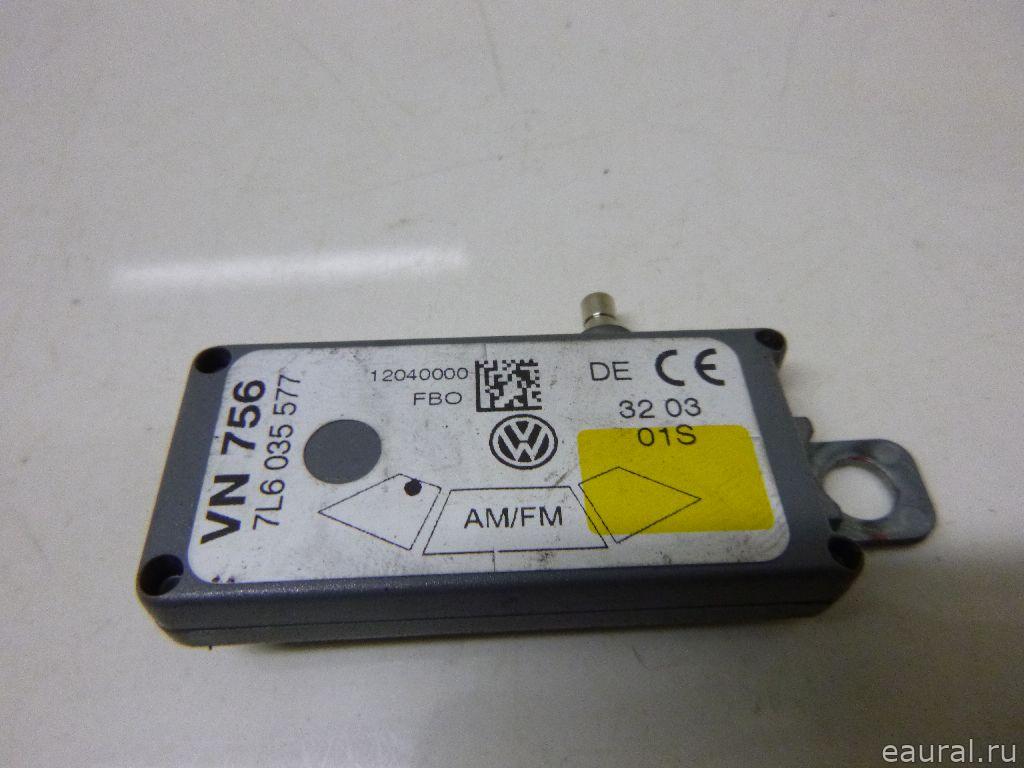 VN 756
7L6 035 577
12040000
FBO
DE CE
32 03
01S
AM/FM
eaural.ru